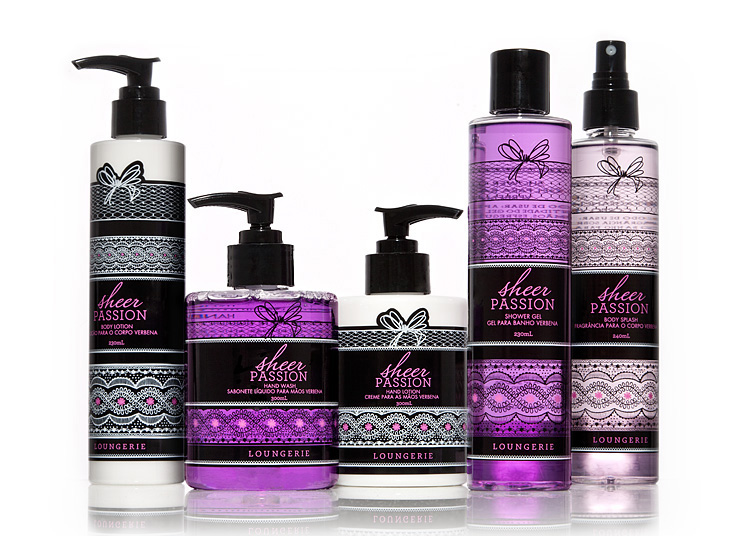 sheer
PASSION
BODY LOTION
PARA O CORPO VERBENA
230mL
LOUNGERIE
sheer
PASSION
HAND WASH
SABONETE LÍQUIDO PARA MÃOS VERBENA
300mL
LOUNGERIE
sheer
PASSION
HAND LOTION
CREME PARA AS MÃOS VERBENA
300mL
LOUNGERIE
sheer
PASSION
SHOWER GEL
GEL PARA BANHO VERBENA
230mL
LOUNGERIE
sheer
PASSION
BODY SPLASH
FRAGRÂNCIA PARA O CORPO VERBENA
240mL
LOUNGERIE